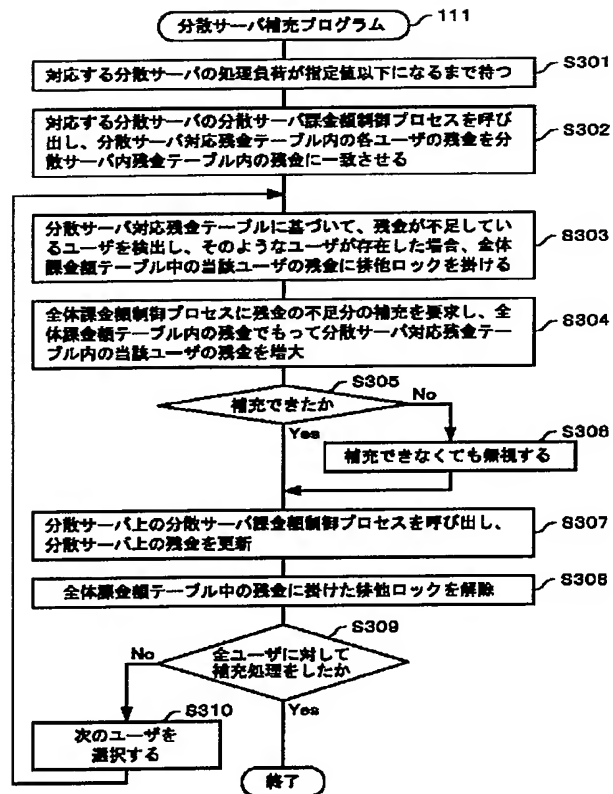 分散サーバ補充プログラム
111
対応する分散サーバの処理負荷が指定値以下になるまで待つ
S301
対応する分散サーバの分散サーバ課金額制御プロセスを呼び
出し、分散サーバ対応残金テーブル内の各ユーザの残金を分
散サーバ内残金テーブル内の残金に一致させる
S302
分散サーバ対応残金テーブルに基づいて、残金が不足してい
るユーザを検出し、そのようなユーザが存在した場合、全体
課金額テーブル中の当該ユーザの残金に排他ロックを掛ける
S303
全体課金額制御プロセスに残金の不足分の補充を要求し、全
体課金額テーブル内の残金でもって分散サーバ対応残金テー
ブル内の当該ユーザの残金を増大
S304
補充できたか
S305
No
Yes
補充できなくても無視する
S306
分散サーバ上の分散サーバ課金額制御プロセスを呼び出し、
分散サーバ上の残金を更新
S307
全体課金額テーブル中の残金に掛けた排他ロックを解除
S308
全ユーザに対して
補充処理をしたか
S309
No
Yes
次のユーザを
選択する
S310
終了